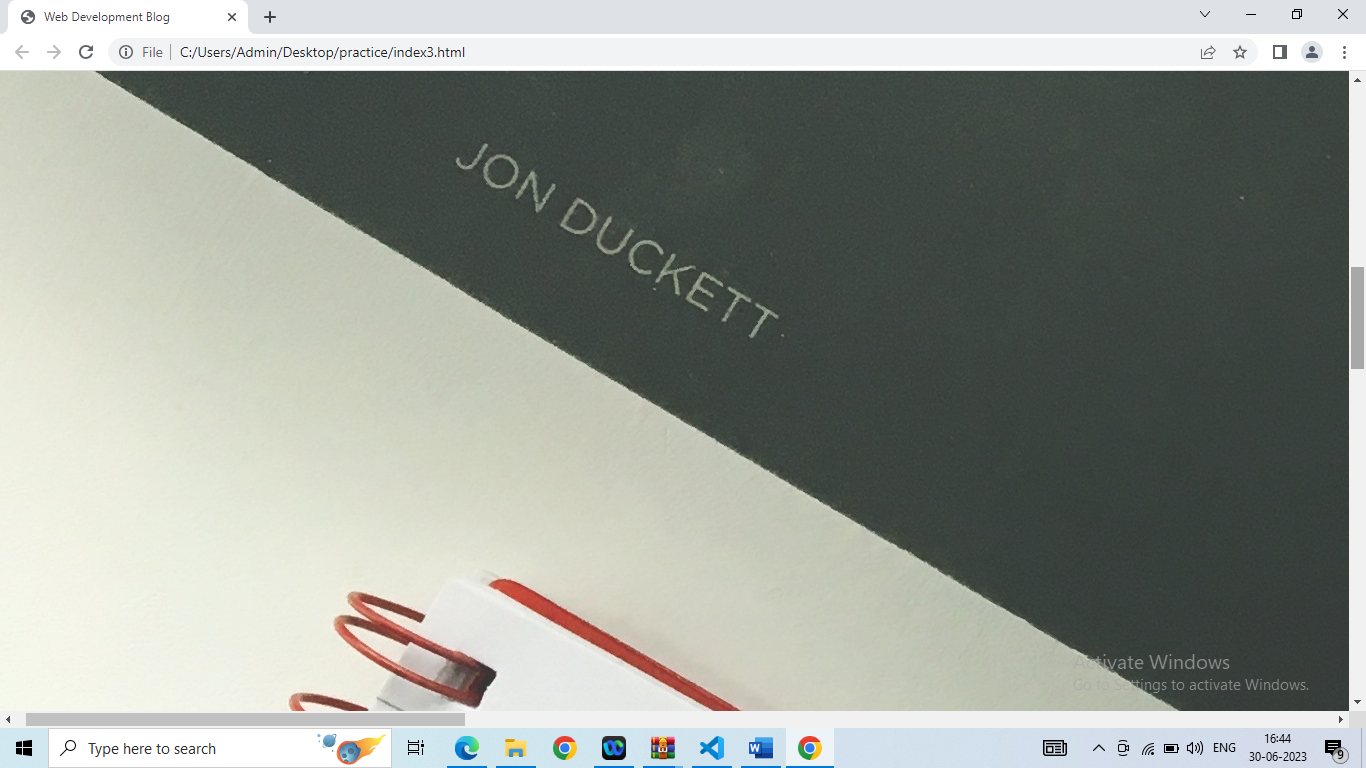 Web Development Blog
File
C:/Users/Admin/Desktop/practice/index3.html
JON DUCKETT
Activate Windows
Go to Settings to activate Windows.
Type here to search
ENG
16:44
30-06-2023
9